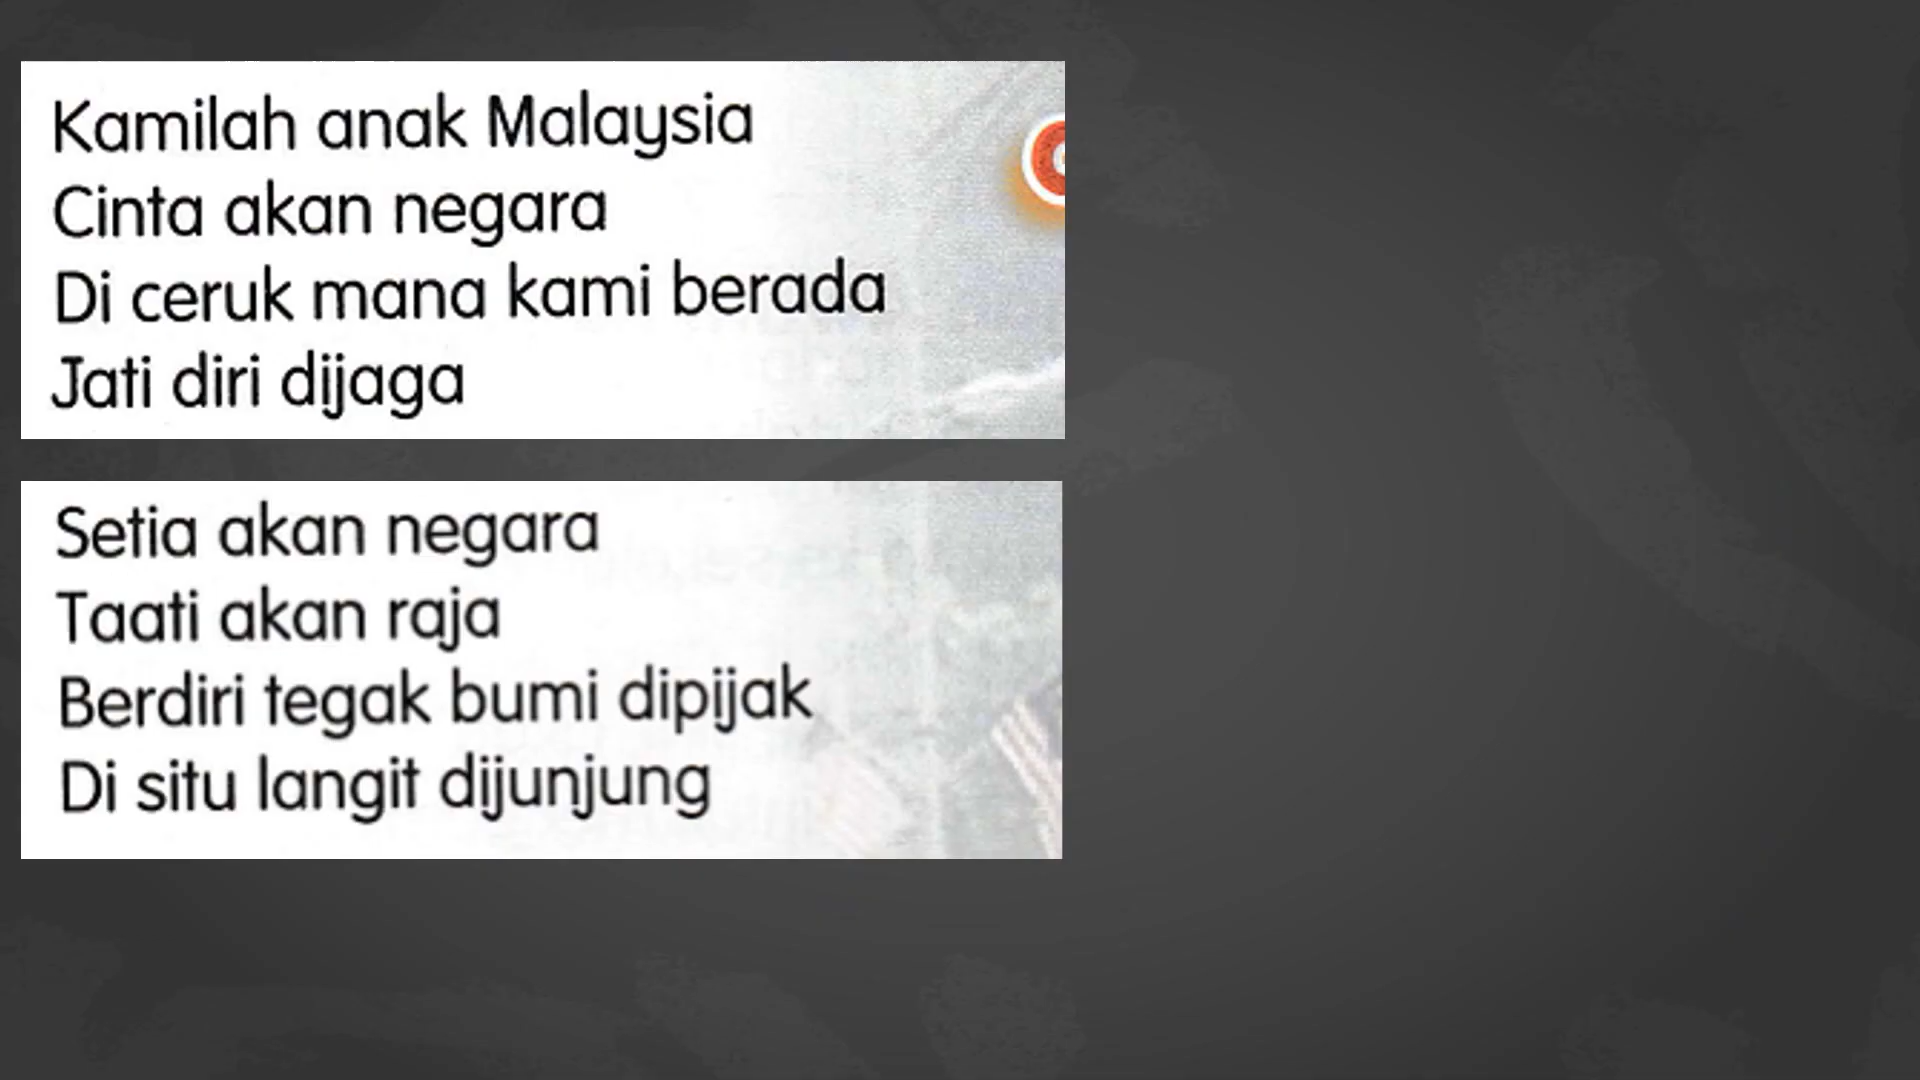 Kamilah anak Malaysia
Cinta akan negara
Di ceruk mana kami berada
Jati diri dijaga
Setia akan negara
Taati akan raja
Berdiri tegak bumi dipijak
Di situ langit dijunjung